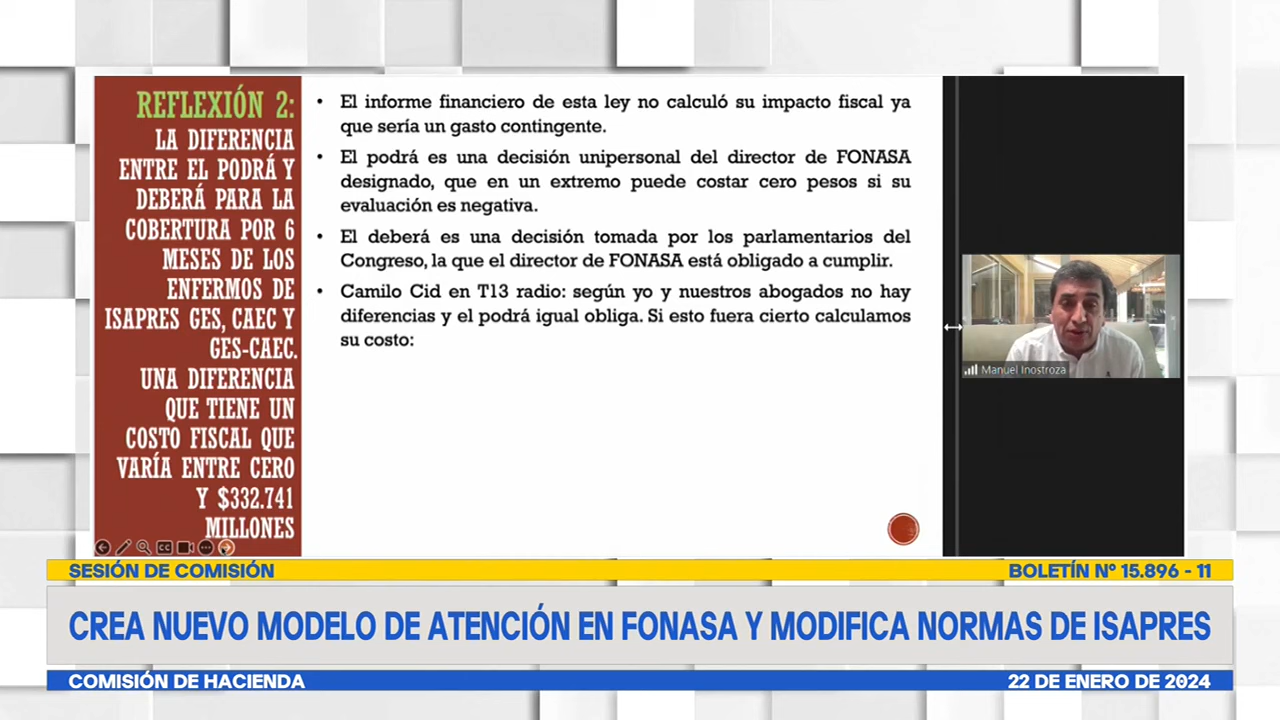 REFLEXIÓN 2:
LA DIFERENCIA
ENTRE EL PODRÁ Y
DEBERÁ PARA LA
COBERTURA POR 6
MESES DE LOS
ENFERMOS DE
ISAPRES GES, CAEC Y
GES-CAEC.
UNA DIFERENCIA
QUE TIENE UN
COSTO FISCAL QUE
VARÍA ENTRE CERO
Y $332.741
MILLONES
• El informe financiero de esta ley no calculó su impacto fiscal ya
que sería un gasto contingente.
• El podrá es una decisión unipersonal del director de FONASA
designado, que en un extremo puede costar cero pesos si su
evaluación es negativa.
• El deberá es una decisión tomada por los parlamentarios del
Congreso, la que el director de FONASA está obligado a cumplir.
• Camilo Cid en T13 radio: según yo y nuestros abogados no hay
diferencias y el podrá igual obliga. Si esto fuera cierto calculamos
su costo:
Manuel Inostroza
SESIÓN DE COMISIÓN
BOLETÍN N° 15.896 - 11
CREA NUEVO MODELO DE ATENCIÓN EN FONASA Y MODIFICA NORMAS DE ISAPRES
COMISIÓN DE HACIENDA
22 DE ENERO DE 2024